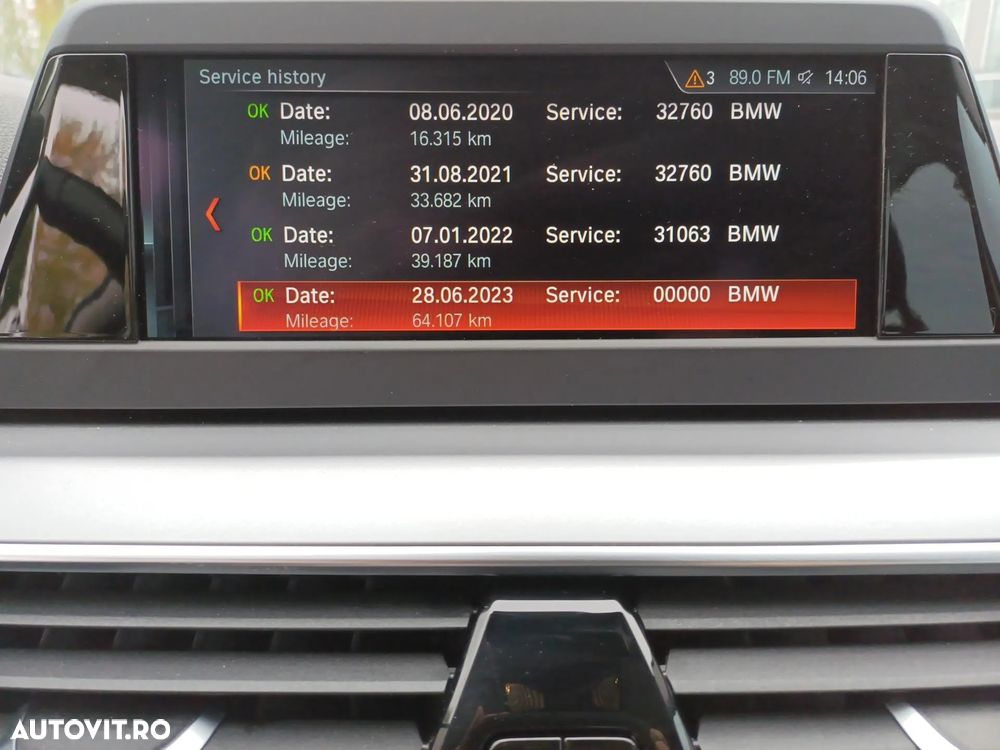 Service history 3 89.0 FM 14:06
OK Date: 08.06.2020 Service: 32760 BMW
Mileage: 16.315 km
OK Date: 31.08.2021 Service: 32760 BMW
Mileage: 33.682 km
OK Date: 07.01.2022 Service: 31063 BMW
Mileage: 39.187 km
OK Date: 28.06.2023 Service: 00000 BMW
Mileage: 64.107 km
AUTOVIT.RO